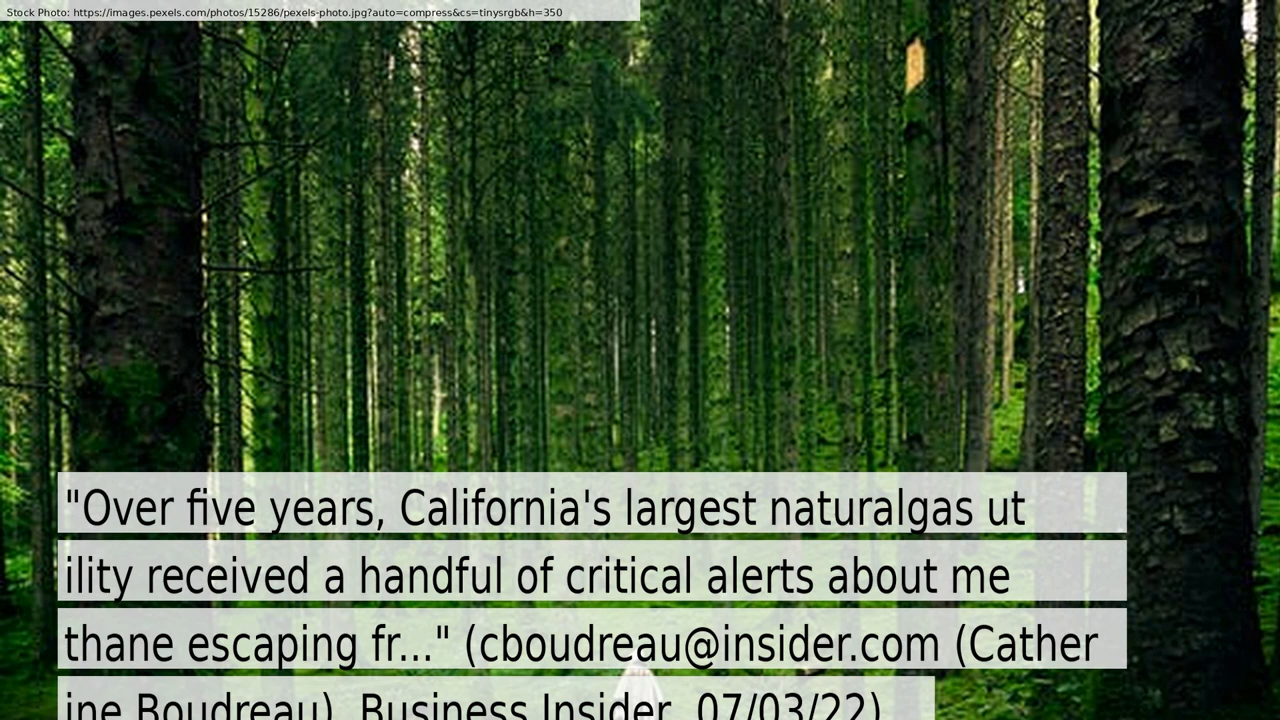 Stock Photo: https://images.pexels.com/photos/15286/pexels-photo.jpg?auto=compress&cs=tinysrgb&h=350
"Over five years, California's largest naturalgas ut
ility received a handful of critical alerts about me
thane escaping fr..." (cboudreau@insider.com (Cather
ine Boudreau), Business Insider, 07/03/22)